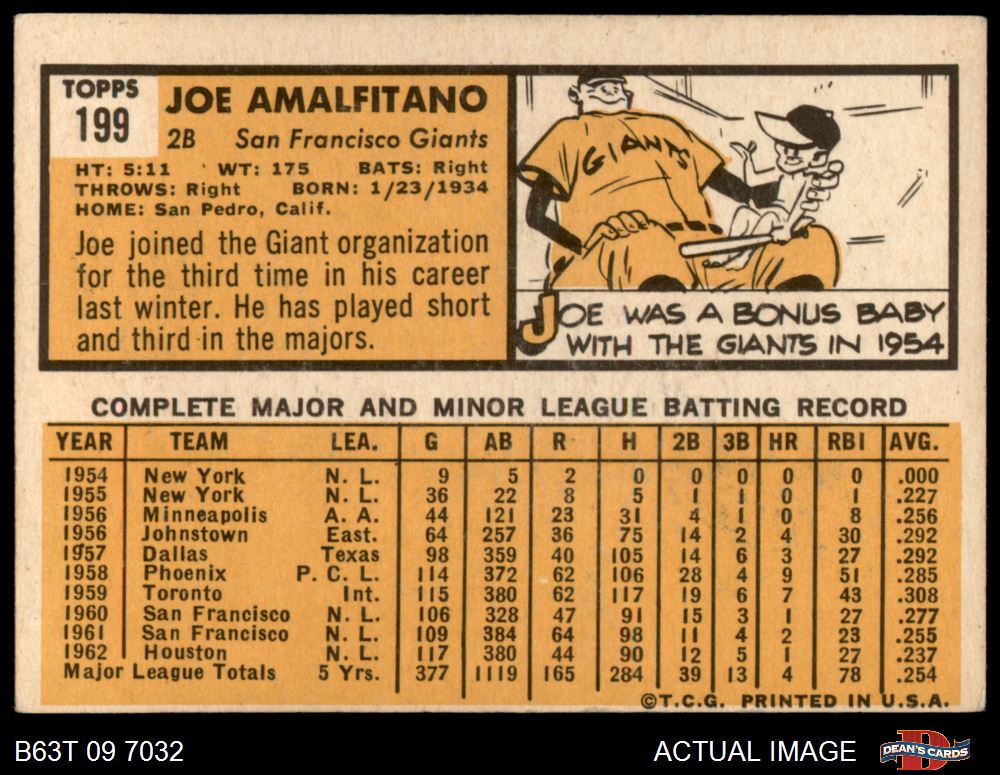 TOPPS
199
JOE AMALFITANO
2B San Francisco Giants
HT: 5:11 WT: 175 BATS: Right
THROWS: Right BORN: 1/23/1934
HOME: San Pedro, Calif.
Joe joined the Giant organization
for the third time in his career
last winter. He has played short
and third in the majors.
GIANTS
JOE WAS A BONUS BABY
WITH THE GIANTS IN 1954
COMPLETE MAJOR AND MINOR LEAGUE BATTING RECORD
YEAR TEAM LEA. G AB R H 2B 3B HR RBI AVG.
1954 New York N. L. 9 5 2 0 0 0 0 0 .000
1955 New York N. L. 36 22 8 5 1 1 0 1 .227
1956 Minneapolis A. A. 44 121 23 31 4 1 0 8 .256
1956 Johnstown East. 64 257 36 75 14 2 4 30 .292
1957 Dallas Texas 98 359 40 105 14 6 3 27 .292
1958 Phoenix P. C. L. 114 372 62 106 28 4 9 51 .285
1959 Toronto Int. 115 380 62 117 19 6 7 43 .308
1960 San Francisco N. L. 106 328 47 91 15 3 1 27 .277
1961 San Francisco N. L. 109 384 64 98 11 4 2 23 .255
1962 Houston N. L. 117 380 44 90 12 5 1 27 .237
Major League Totals 5 Yrs. 377 1119 165 284 39 13 4 78 .254
©T.C.G. PRINTED IN U.S.A.
B63T 09 7032 ACTUAL IMAGE DEAN'S CARDS